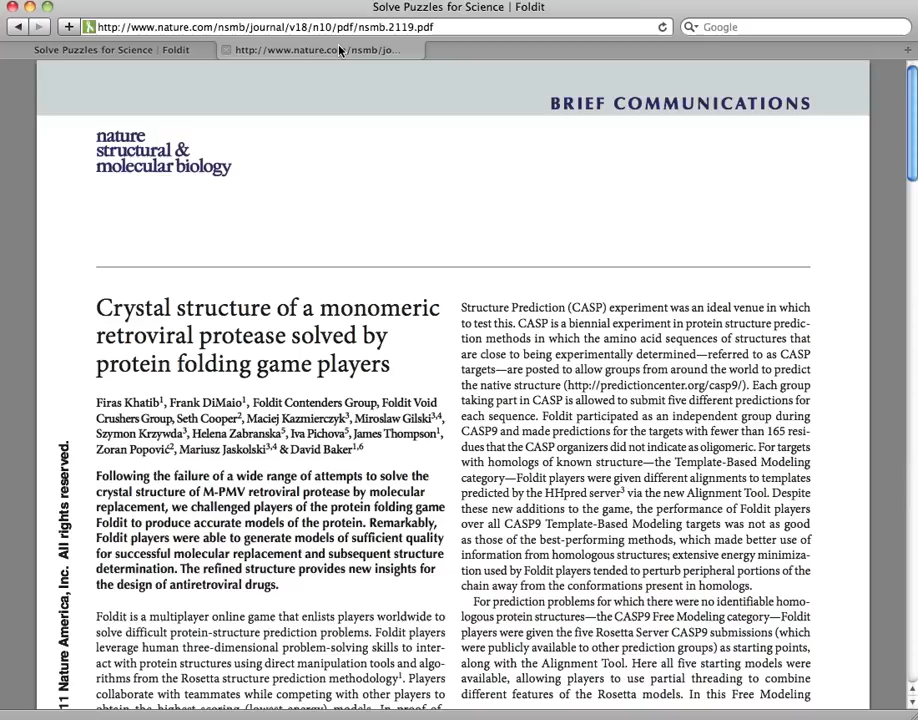 Solve Puzzles for Science | Foldit
http://www.nature.com/nsmb/journal/v18/n10/pdf/nsmb.2119.pdf
Google
Solve Puzzles for Science | Foldit
http://www.nature.com/nsmb/jo...
BRIEF COMMUNICATIONS
nature
structural &
molecular biology
Crystal structure of a monomeric
retroviral protease solved by
protein folding game players
Firas Khatib1, Frank DiMaio1, Foldit Contenders Group, Foldit Void
Crushers Group, Seth Cooper2, Maciej Kazmierczyk3, Miroslaw Gilski3,4,
Szymon Krzywda3, Helena Zabranska5, Iva Pichova5, James Thompson1,
Zoran Popović2, Mariusz Jaskolski3,4 & David Baker1,6
Following the failure of a wide range of attempts to solve the
crystal structure of M-PMV retroviral protease by molecular
replacement, we challenged players of the protein folding game
Foldit to produce accurate models of the protein. Remarkably,
Foldit players were able to generate models of sufficient quality
for successful molecular replacement and subsequent structure
determination. The refined structure provides new insights for
the design of antiretroviral drugs.
Foldit is a multiplayer online game that enlists players worldwide to
solve difficult protein-structure prediction problems. Foldit players
leverage human three-dimensional problem-solving skills to inter-
act with protein structures using direct manipulation tools and algo-
rithms from the Rosetta structure prediction methodology1. Players
collaborate with teammates while competing with other players to
obtain the highest-scoring (lowest-energy) models. In proof-of-
Structure Prediction (CASP) experiment was an ideal venue in which
to test this. CASP is a biennial experiment in protein structure predic-
tion methods in which the amino acid sequences of structures that
are close to being experimentally determined—referred to as CASP
targets—are posted to allow groups from around the world to predict
the native structure (http://predictioncenter.org/casp9/). Each group
taking part in CASP is allowed to submit five different predictions for
each sequence. Foldit participated as an independent group during
CASP9 and made predictions for the targets with fewer than 165 resi-
dues that the CASP organizers did not indicate as oligomeric. For targets
with homologs of known structure—the Template-Based Modeling
category—Foldit players were given different alignments to templates
predicted by the HHpred server3 via the new Alignment Tool. Despite
these new additions to the game, the performance of Foldit players
over all CASP9 Template-Based Modeling targets was not as good
as those of the best-performing methods, which made better use of
information from homologous structures; extensive energy minimiza-
tion used by Foldit players tended to perturb peripheral portions of the
chain away from the conformations present in homologs.
For prediction problems for which there were no identifiable homo-
logous protein structures—the CASP9 Free Modeling category—Foldit
players were given the five Rosetta Server CASP9 submissions (which
were publicly available to other prediction groups) as starting points,
along with the Alignment Tool. Here all five starting models were
available, allowing players to use partial threading to combine
different features of the Rosetta models. In this Free Modeling
11 Nature America, Inc. All rights reserved.